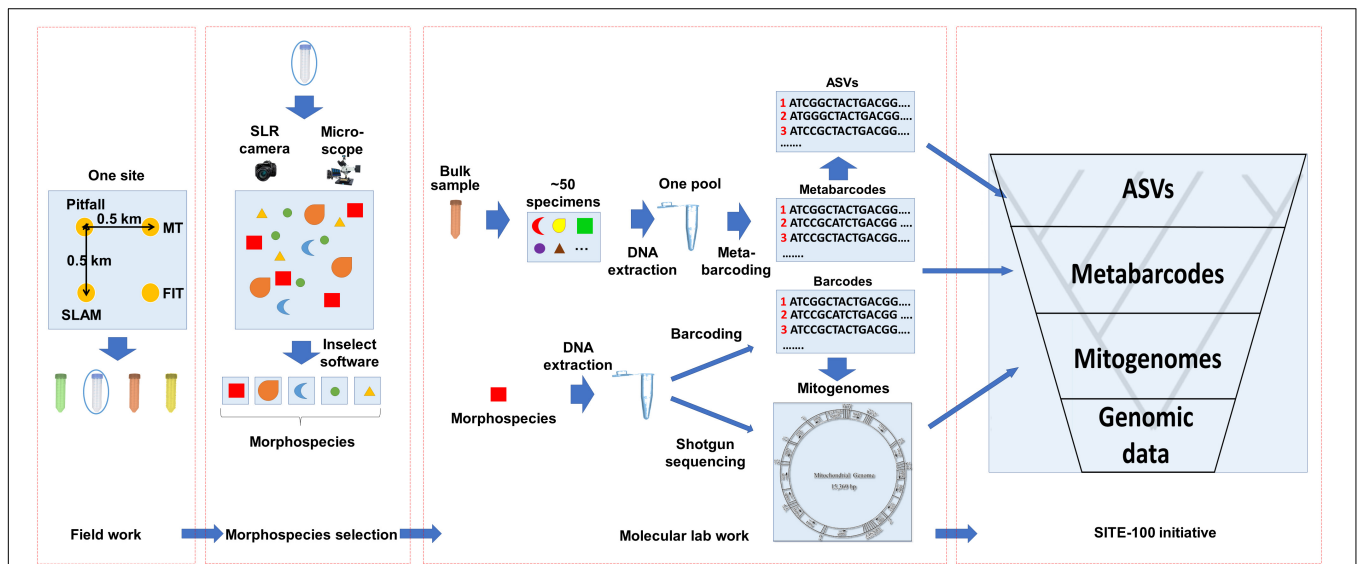 One site
Pitfall
0.5 km
MT
0.5 km
FIT
SLAM
Field work
SLR
camera
Micro-
scope
Inselect
software
Morphospecies
Morphospecies selection
Bulk
sample
~50
specimens
...
DNA
extraction
One pool
Meta-
barcoding
ASVs
1 ATCGGCTACTGACGG....
2 ATGGGCTACTGACGG....
3 ATCCGCTACTGACGG....
.......
Metabarcodes
1 ATCGGCTACTGACGG....
2 ATCCGCATCTGACGG ....
3 ATCCGCTACTGACGG....
.......
Barcodes
1 ATCGGCTACTGACGG....
2 ATCCGCATCTGACGG ....
3 ATCCGCTACTGACGG....
.......
Morphospecies
DNA
extraction
Barcoding
Shotgun
sequencing
Mitogenomes
Mitochondrial Genome
15,369 bp
Molecular lab work
ASVs
Metabarcodes
Mitogenomes
Genomic
data
SITE-100 initiative